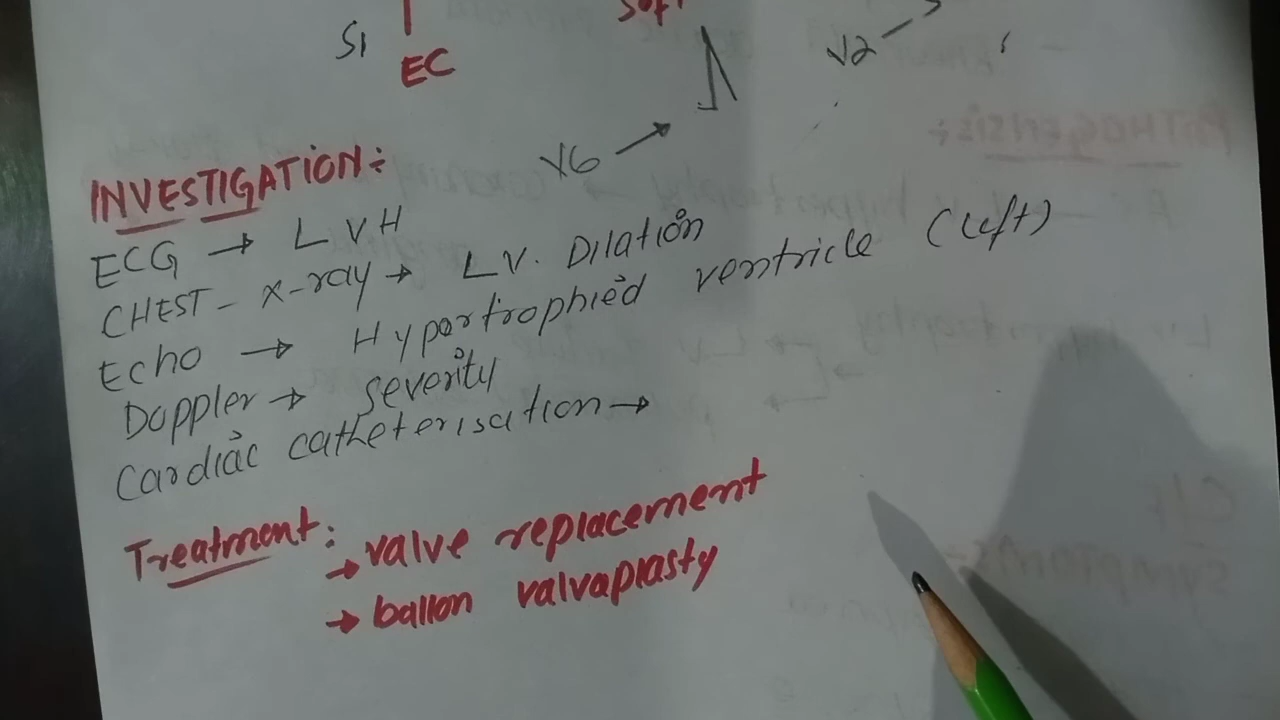 S1
EC
V2
V6
INVESTIGATION:
ECG → LVH
CHEST - X-ray → L V. Dilation
Echo → Hypertrophied ventricle (left)
Doppler → severity
Cardiac catheterisation →
Treatment:
→ valve replacement
→ ballon valvaplasty